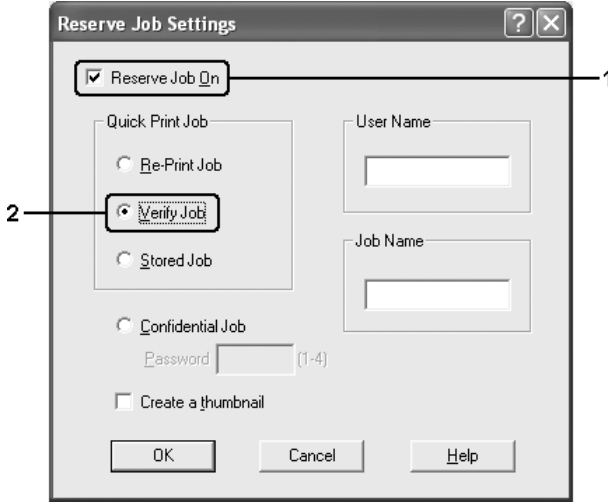 Reserve Job Settings
1
Reserve Job On
Quick Print Job
Re-Print Job
2
Verify Job
Stored Job
User Name
Job Name
Confidential Job
Password (1-4)
Create a thumbnail
OK Cancel Help